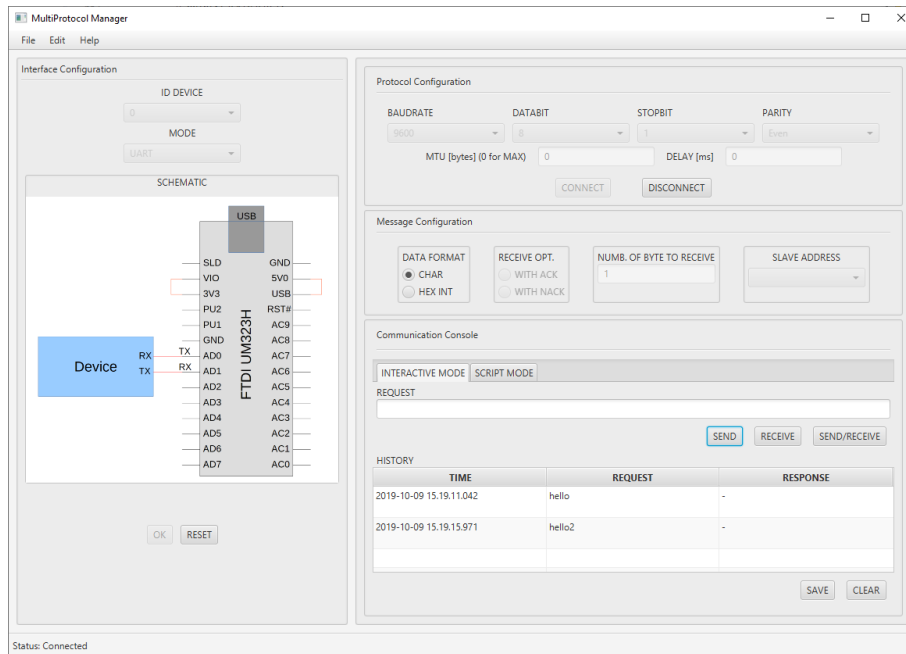 MultiProtocol Manager
File Edit Help
Interface Configuration
ID DEVICE
0
MODE
UART
SCHEMATIC
USB
SLD GND
VIO 5V0
3V3 USB
PU2 RST#
PU1 AC9
GND AC8
RX TX AD0 AC7
TX RX AD1 AC6
AD2 AC5
AD3 AC4
AD4 AC3
AD5 AC2
AD6 AC1
AD7 AC0
Device
FTDI UM323H
OK RESET
Protocol Configuration
BAUDRATE DATABIT STOPBIT PARITY
9600 8 1 Even
MTU [bytes] (0 for MAX) 0 DELAY [ms] 0
CONNECT DISCONNECT
Message Configuration
DATA FORMAT RECEIVE OPT. NUMB. OF BYTE TO RECEIVE SLAVE ADDRESS
CHAR WITH ACK 1
HEX INT WITH NACK
Communication Console
INTERACTIVE MODE SCRIPT MODE
REQUEST
SEND RECEIVE SEND/RECEIVE
HISTORY
TIME REQUEST RESPONSE
2019-10-09 15.19.11.042 hello -
2019-10-09 15.19.15.971 hello2 -
SAVE CLEAR
Status: Connected